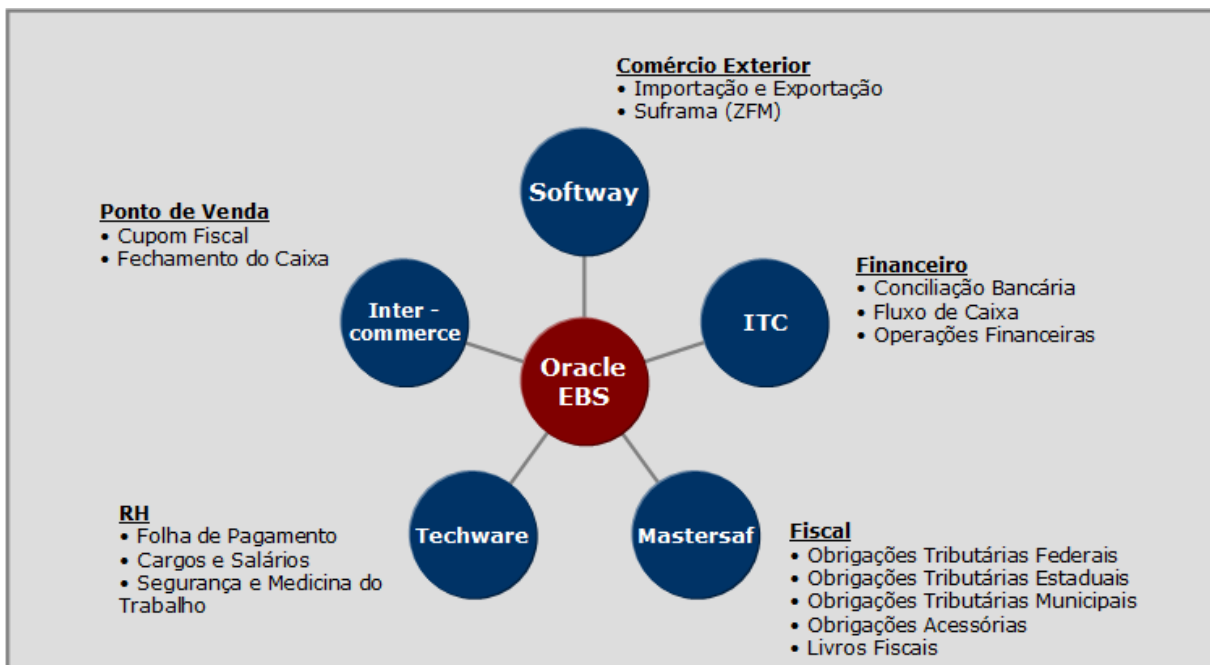 Comércio Exterior
• Importação e Exportação
• Suframa (ZFM)
Softway
Ponto de Venda
• Cupom Fiscal
• Fechamento do Caixa
Inter -
commerce
Financeiro
• Conciliação Bancária
• Fluxo de Caixa
• Operações Financeiras
ITC
Oracle
EBS
RH
• Folha de Pagamento
• Cargos e Salários
• Segurança e Medicina do
Trabalho
Techware
Mastersaf
Fiscal
• Obrigações Tributárias Federais
• Obrigações Tributárias Estaduais
• Obrigações Tributárias Municipais
• Obrigações Acessórias
• Livros Fiscais